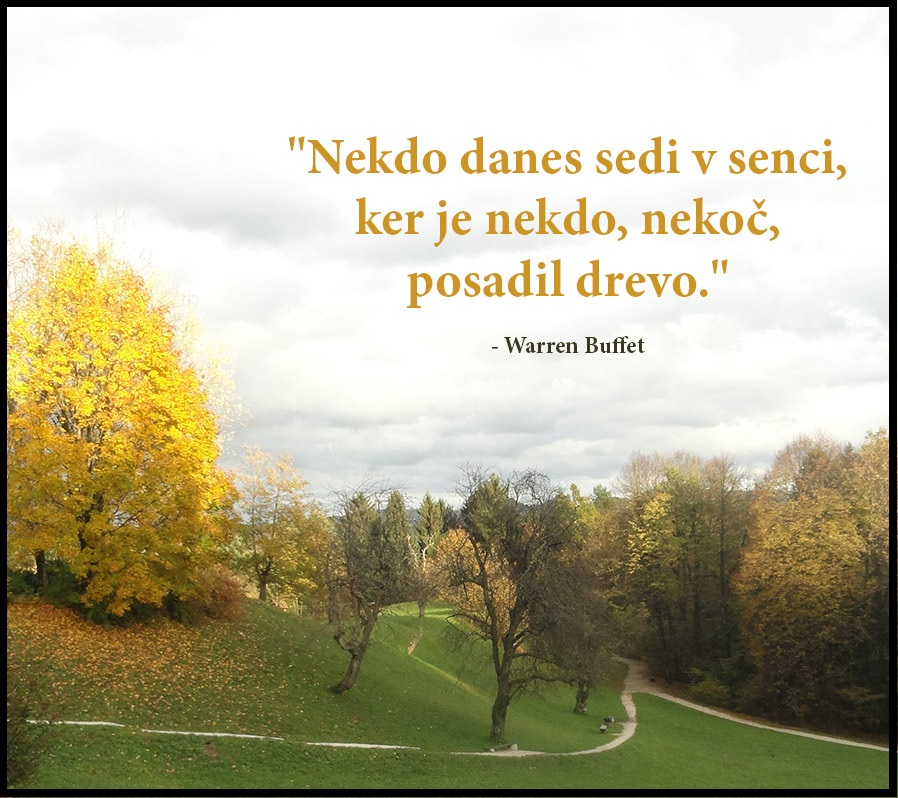 "Nekdo danes sedi v senci,
ker je nekdo, nekoč,
posadil drevo."
- Warren Buffet